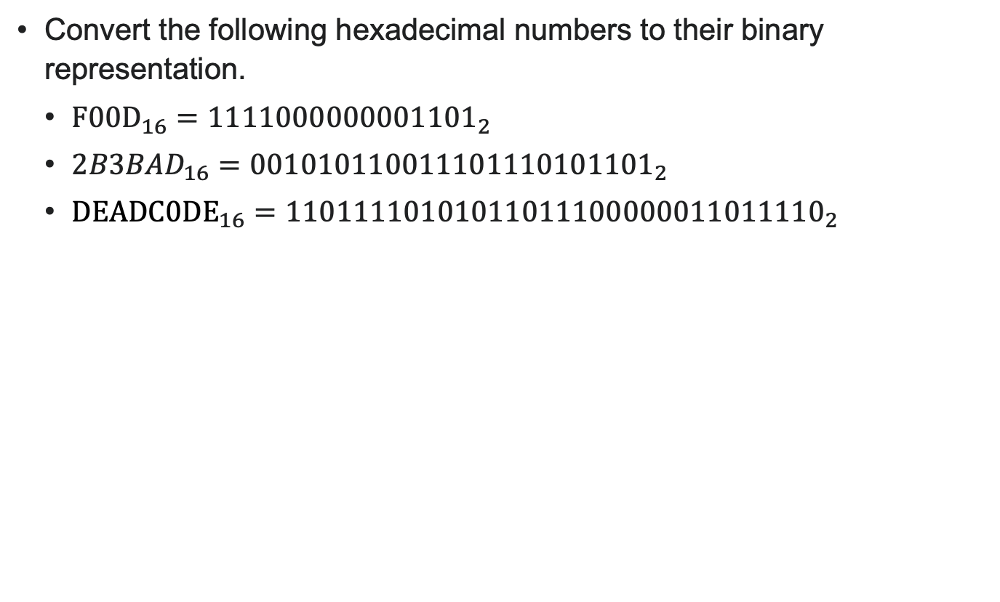 • Convert the following hexadecimal numbers to their binary
representation.
• F00D₁₆ = 1111000000001101₂
• 2B3BAD₁₆ = 001010110011101110101101₂
• DEADC0DE₁₆ = 11011110101011011100000011011110₂